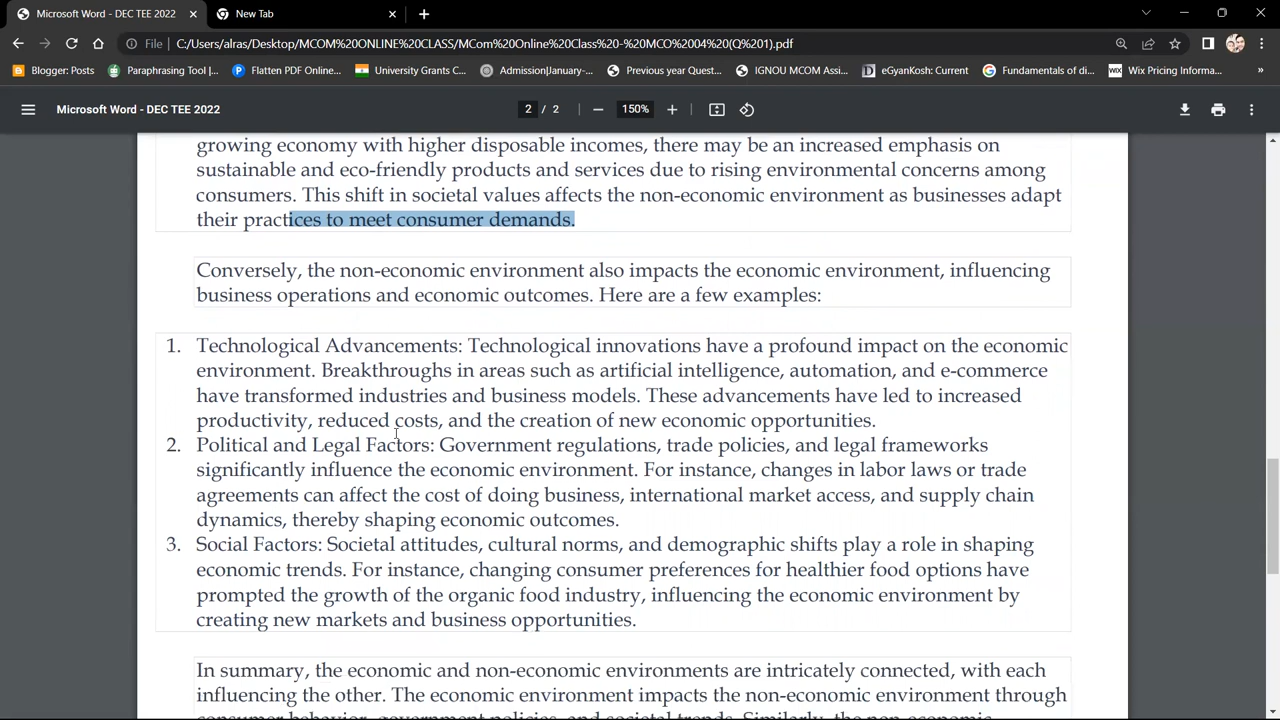 Microsoft Word - DEC TEE 2022
New Tab
File
C:/Users/alras/Desktop/MCOM%20ONLINE%20CLASS/MCom%20Online%20Class%20-%20MCO%2004%20(Q%201).pdf
Blogger: Posts
Paraphrasing Tool |...
Flatten PDF Online...
University Grants C...
Admission|January-...
Previous year Quest...
IGNOU MCOM Assi...
eGyanKosh: Current
Fundamentals of di...
WIX Wix Pricing Informa...
»
Microsoft Word - DEC TEE 2022
2 / 2
150%
growing economy with higher disposable incomes, there may be an increased emphasis on
sustainable and eco-friendly products and services due to rising environmental concerns among
consumers. This shift in societal values affects the non-economic environment as businesses adapt
their practices to meet consumer demands.
Conversely, the non-economic environment also impacts the economic environment, influencing
business operations and economic outcomes. Here are a few examples:
1. Technological Advancements: Technological innovations have a profound impact on the economic
environment. Breakthroughs in areas such as artificial intelligence, automation, and e-commerce
have transformed industries and business models. These advancements have led to increased
productivity, reduced costs, and the creation of new economic opportunities.
2. Political and Legal Factors: Government regulations, trade policies, and legal frameworks
significantly influence the economic environment. For instance, changes in labor laws or trade
agreements can affect the cost of doing business, international market access, and supply chain
dynamics, thereby shaping economic outcomes.
3. Social Factors: Societal attitudes, cultural norms, and demographic shifts play a role in shaping
economic trends. For instance, changing consumer preferences for healthier food options have
prompted the growth of the organic food industry, influencing the economic environment by
creating new markets and business opportunities.
In summary, the economic and non-economic environments are intricately connected, with each
influencing the other. The economic environment impacts the non-economic environment through
consumer behavior, government policies, and societal trends. Similarly, the non-economic